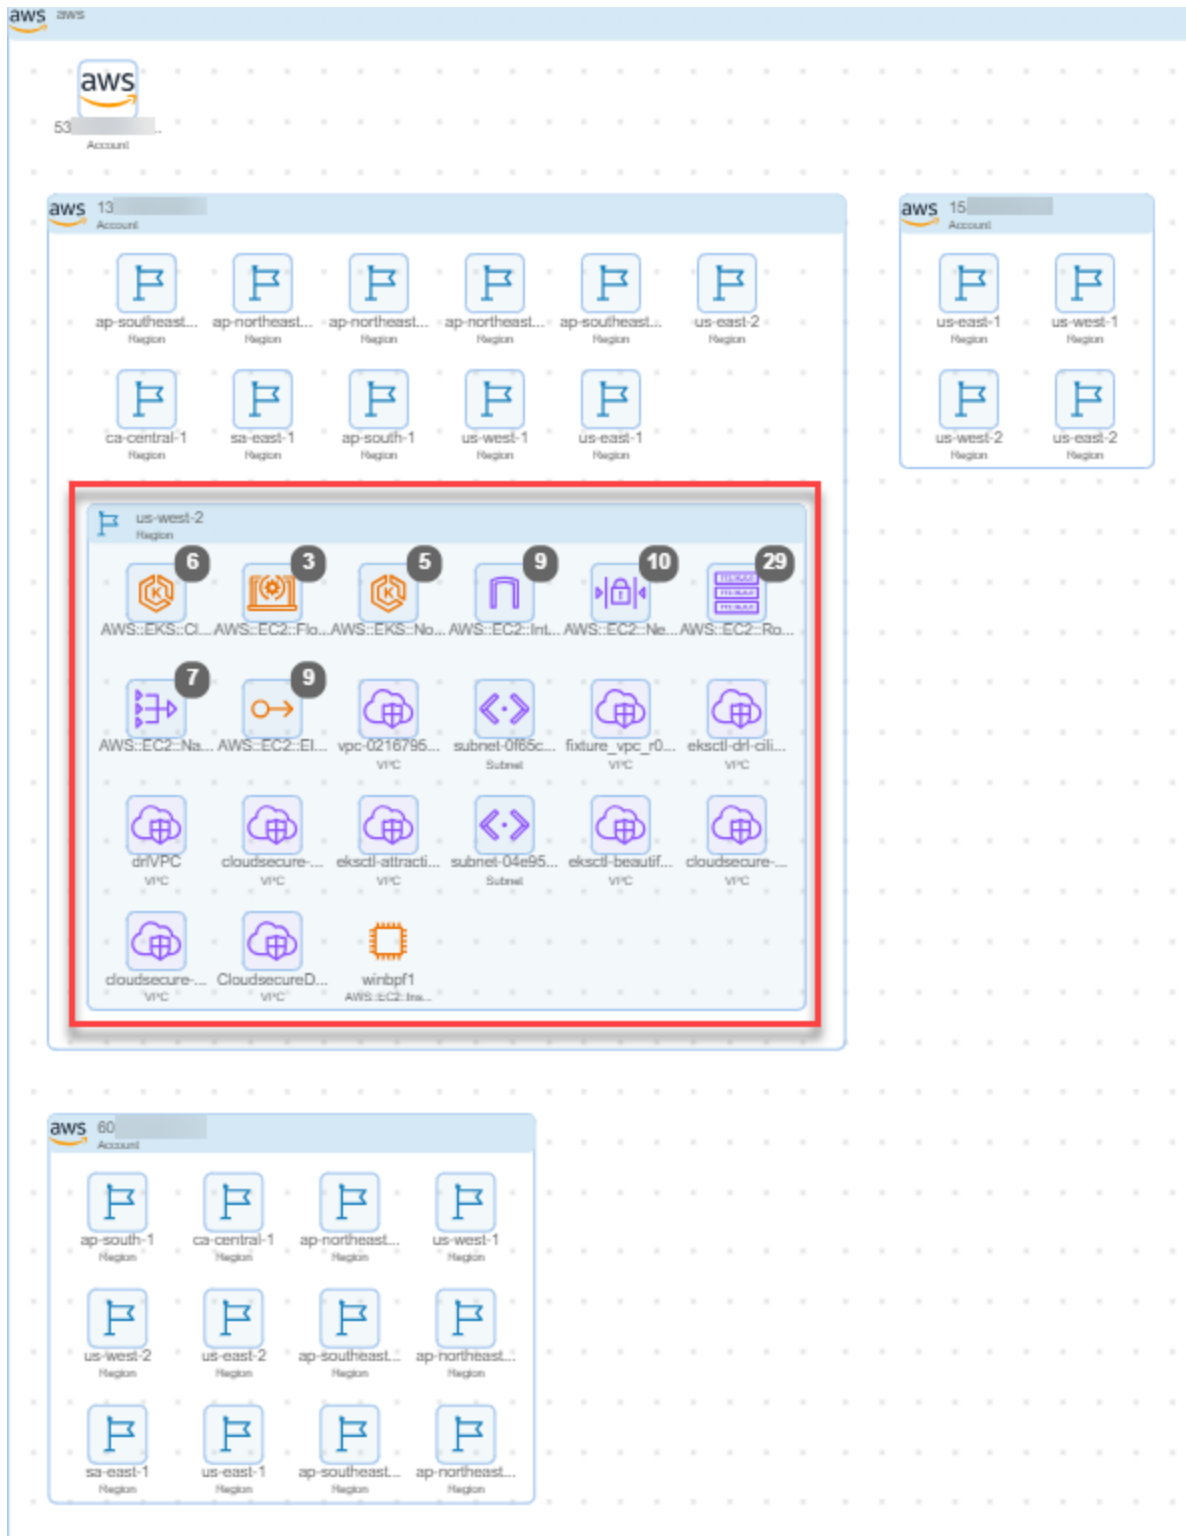 aws aws
aws
53 ..
Account
aws 13
Account
aws 15
Account
ap-southeast... ap-northeast... ap-northeast... ap-northeast... ap-southeast... us-east-2
Region Region Region Region Region Region
us-east-1 us-west-1
Region Region
ca-central-1 sa-east-1 ap-south-1 us-west-1 us-east-1
Region Region Region Region Region
us-west-2 us-east-2
Region Region
us-west-2
Region
6 3 5 9 10 29
AWS::EKS::Cl... AWS::EC2::Flo... AWS::EKS::No... AWS::EC2::Int... AWS::EC2::Ne... AWS::EC2::Ro...
7 9
AWS::EC2::Na... AWS::EC2::El... vpc-0216795... subnet-0f65c... fixture_vpc_r0... eksctl-drl-cili...
VPC Subnet VPC VPC
drlVPC cloudsecure-... eksctl-attracti... subnet-04e95... eksctl-beautif... cloudsecure-...
VPC VPC VPC Subnet VPC VPC
cloudsecure-... CloudsecureD... winbpf1
VPC VPC AWS::EC2::Ins...
aws 60
Account
ap-south-1 ca-central-1 ap-northeast... us-west-1
Region Region Region Region
us-west-2 us-east-2 ap-southeast... ap-northeast...
Region Region Region Region
sa-east-1 us-east-1 ap-southeast... ap-northeast...
Region Region Region Region